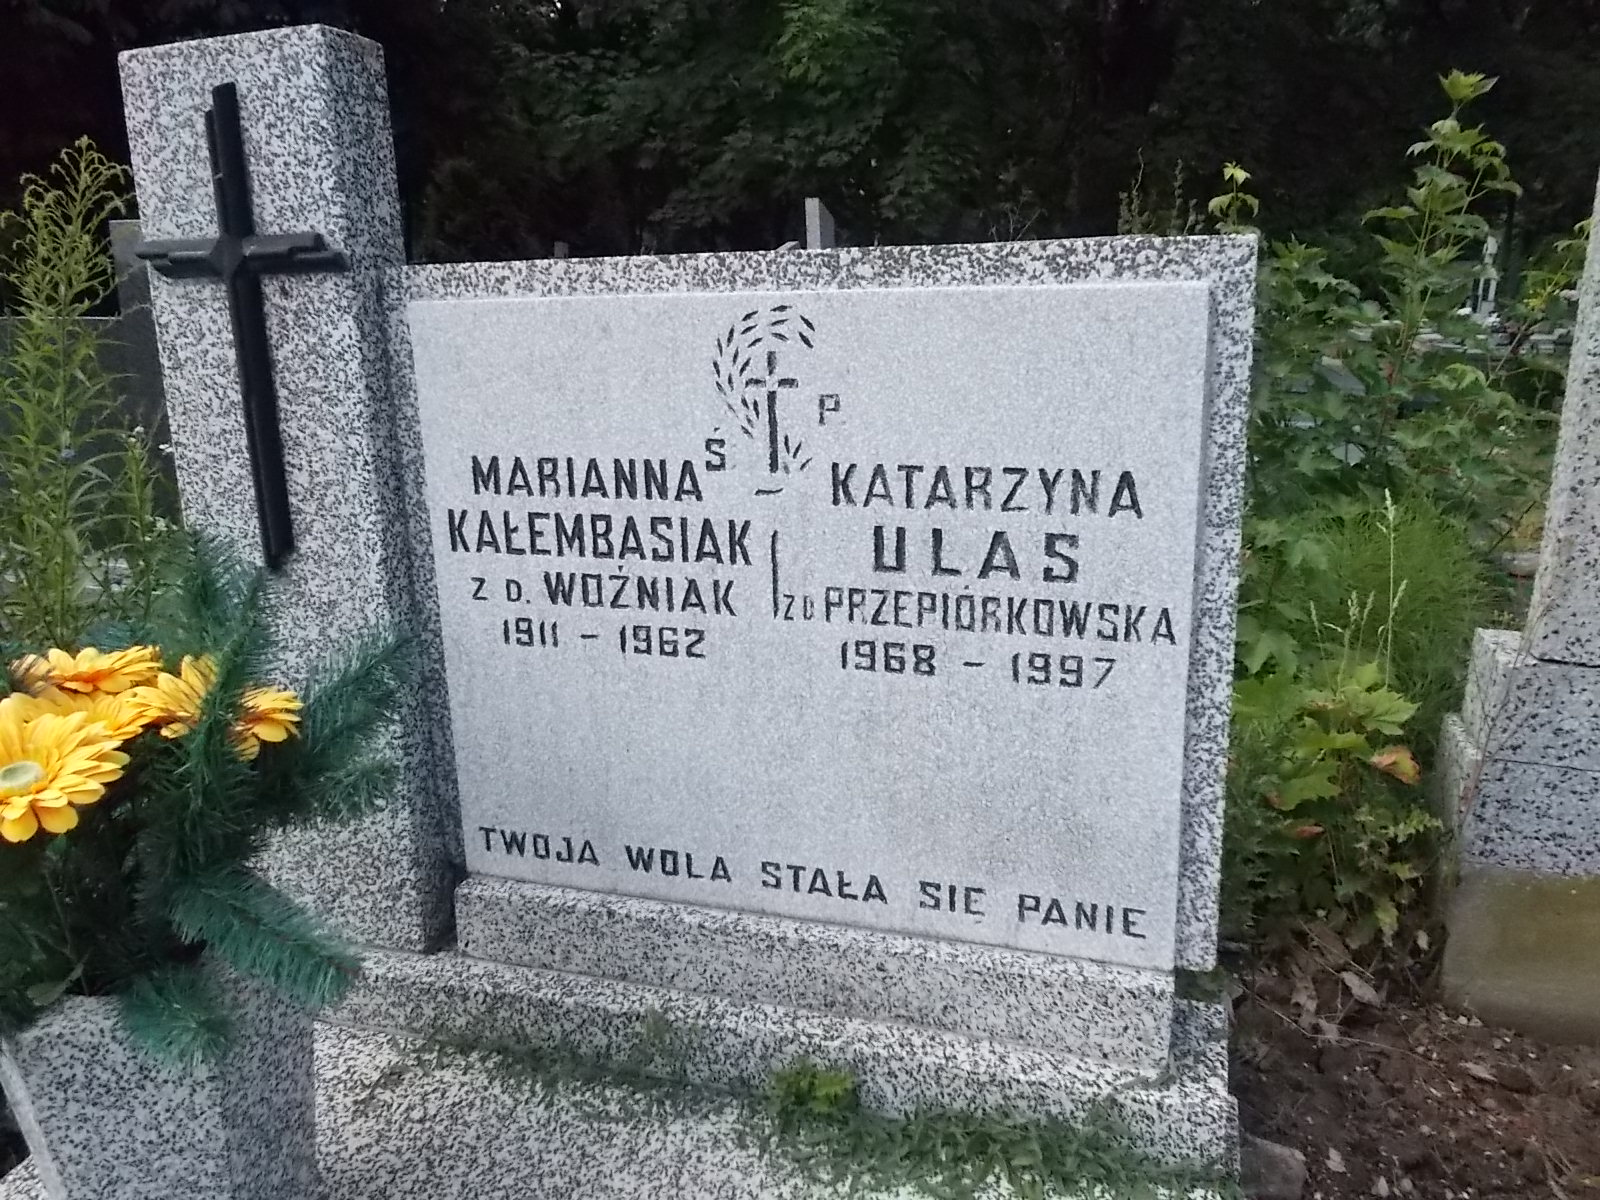 Ś P.
MARIANNA
KAŁEMBASIAK
Z D. WOŹNIAK
1911 - 1962
KATARZYNA
ULAS
Z D PRZEPIÓRKOWSKA
1968 - 1997
TWOJA WOLA STAŁA SIĘ PANIE